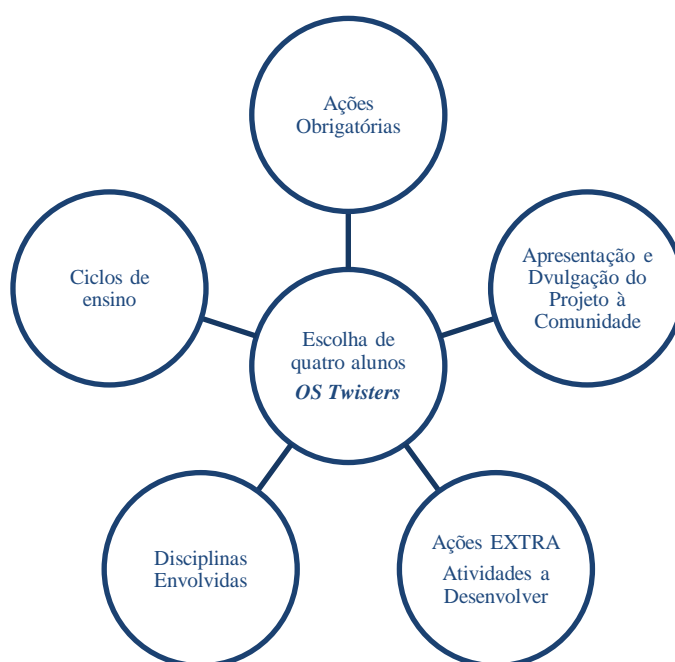 Ações
Obrigatórias
Ciclos de
ensino
Apresentação e
Dvulgação do
Projeto à
Comunidade
Escolha de
quatro alunos
OS Twisters
Disciplinas
Envolvidas
Ações EXTRA
Atividades a
Desenvolver